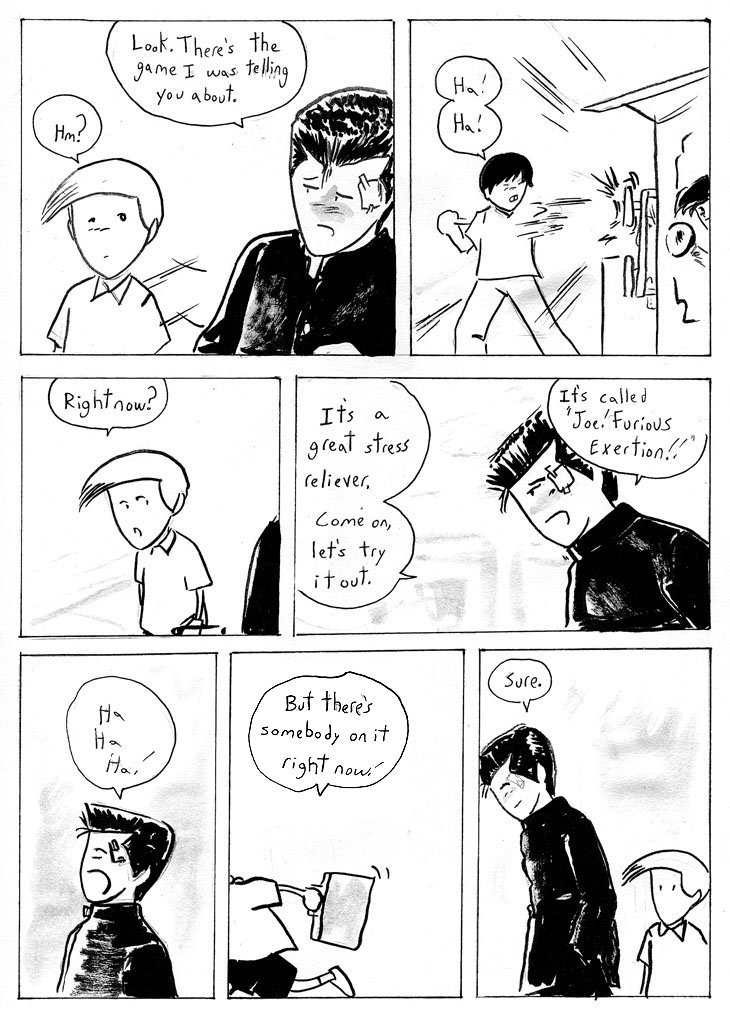 Look. There's the
game I was telling
you about.
Hm?
Ha!
Ha!
Right now?
It's a
great stress
reliever.
Come on,
let's try
it out.
It's called
"Joe! Furious
Exertion!!"
Ha
Ha
Ha!
But there's
somebody on it
right now!
Sure.